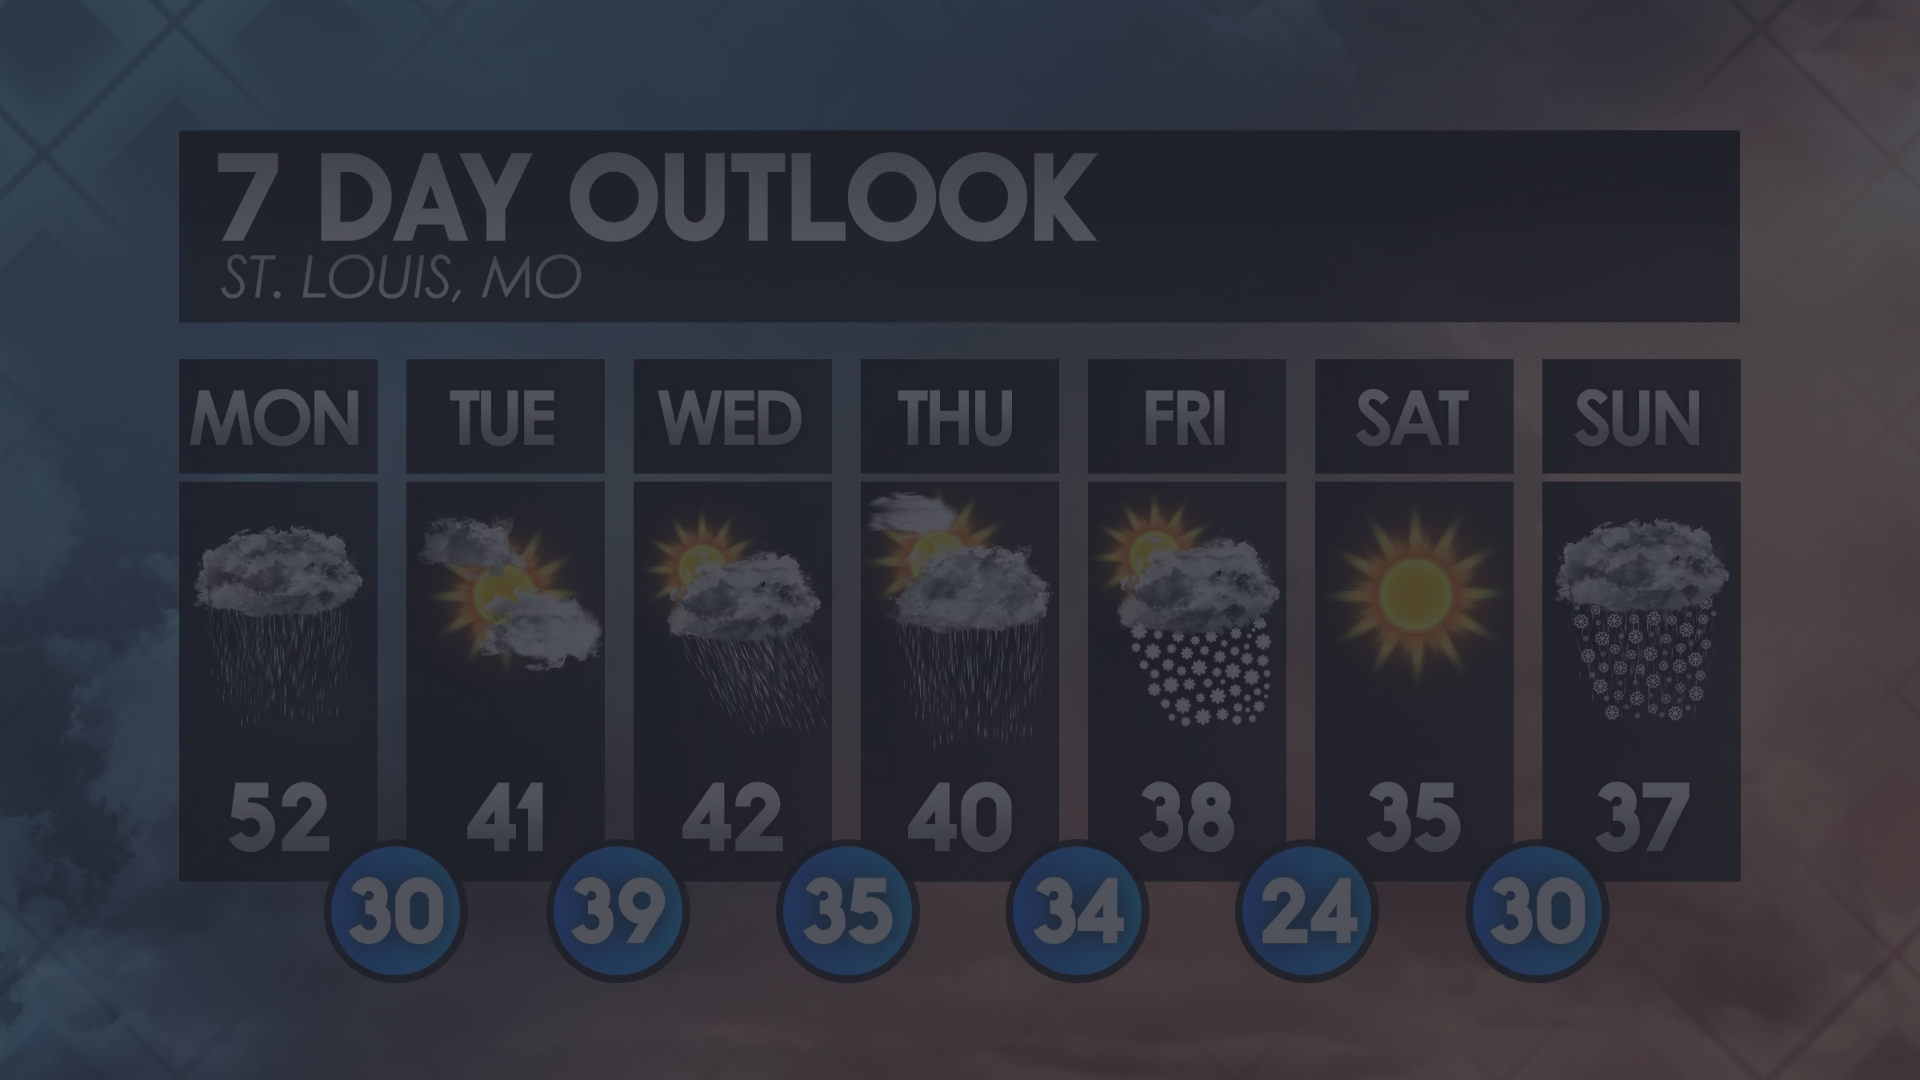 7 DAY OUTLOOK
ST. LOUIS, MO
MON TUE WED THU FRI SAT SUN
52 41 42 40 38 35 37
30 39 35 34 24 30